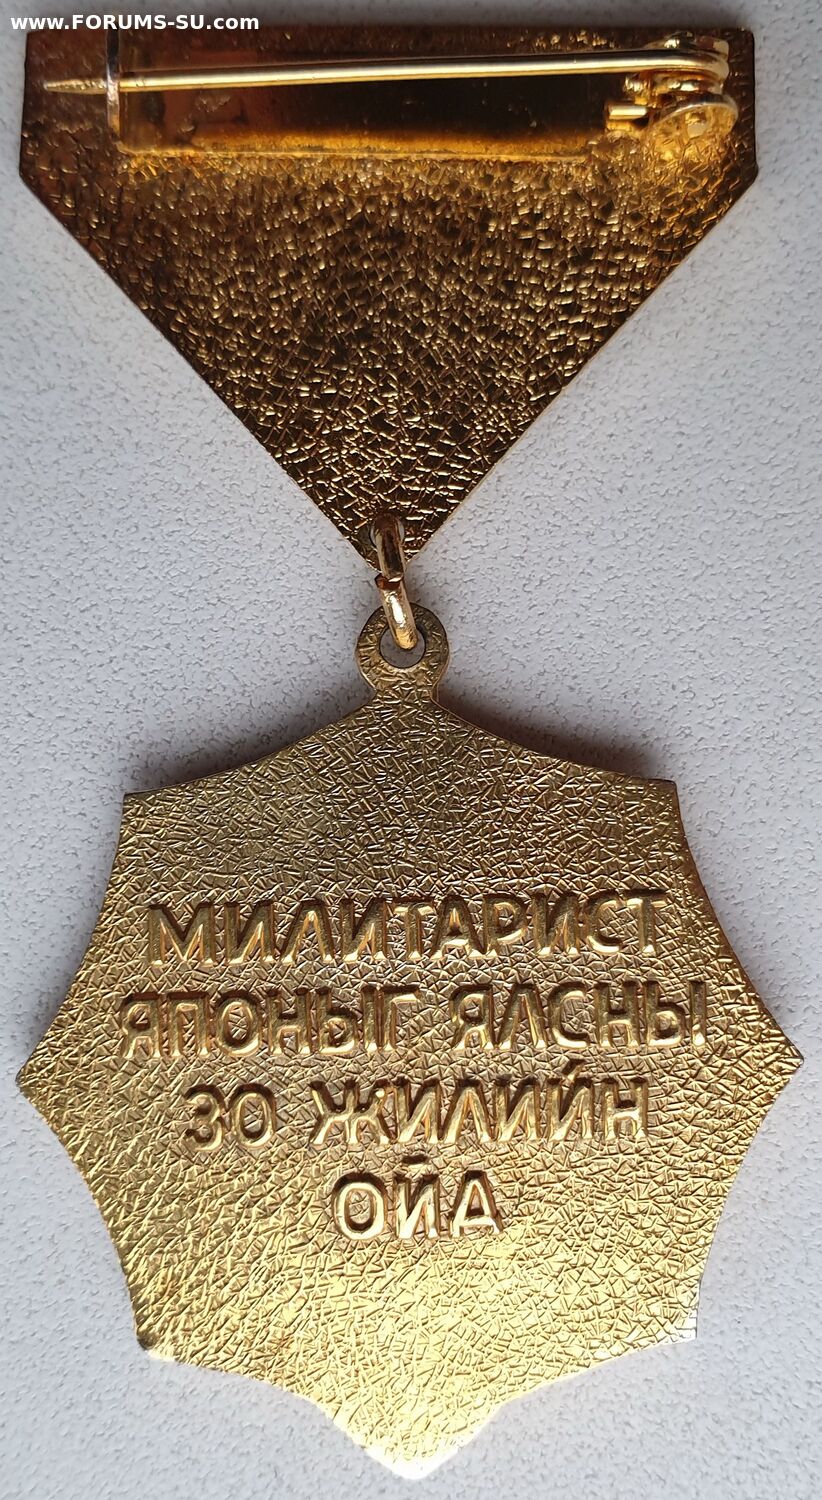 www.FORUMS-SU.com
МИЛИТАРИСТ
ЯПОНЫГ ЯЛСНЫ
30 ЖИЛИЙН
ОЙД